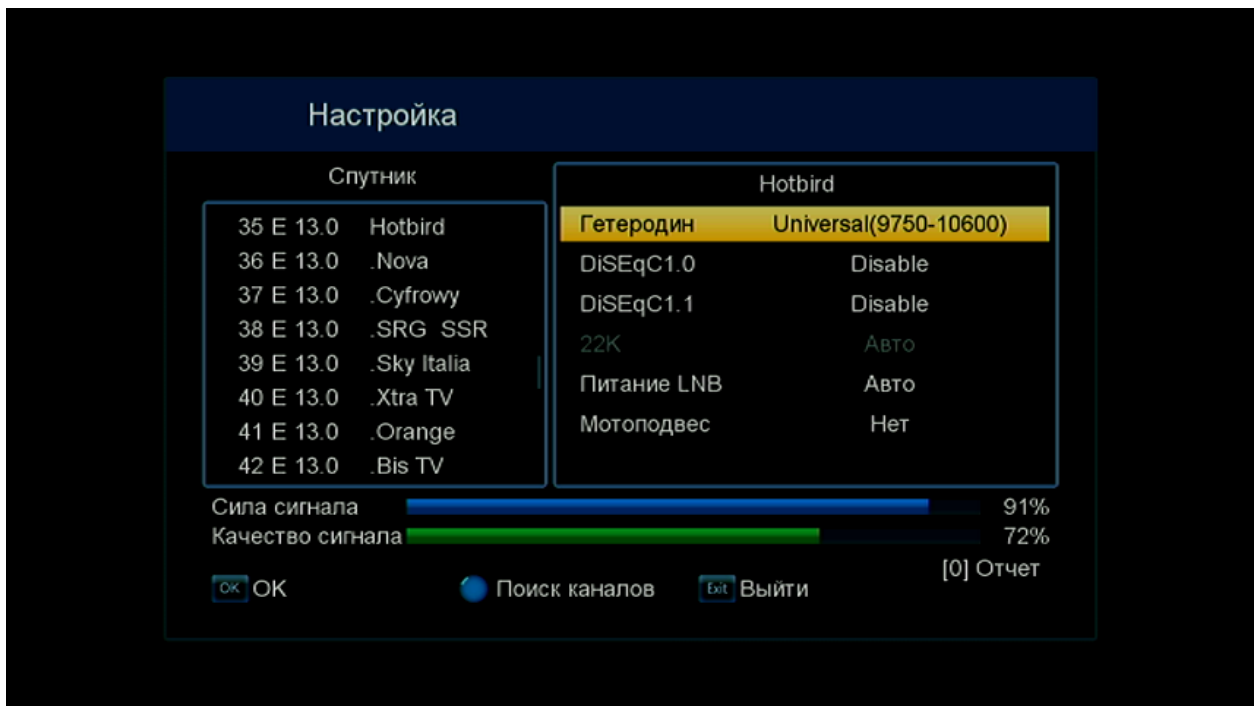 Настройка
Спутник
35 E 13.0 Hotbird
36 E 13.0 .Nova
37 E 13.0 .Cyfrowy
38 E 13.0 .SRG SSR
39 E 13.0 .Sky Italia
40 E 13.0 .Xtra TV
41 E 13.0 .Orange
42 E 13.0 .Bis TV
Hotbird
Гетеродин Universal(9750-10600)
DiSEqC1.0 Disable
DiSEqC1.1 Disable
22K Авто
Питание LNB Авто
Мотоподвес Нет
Сила сигнала 91%
Качество сигнала 72%
[0] Отчет
OK OK Поиск каналов Exit Выйти